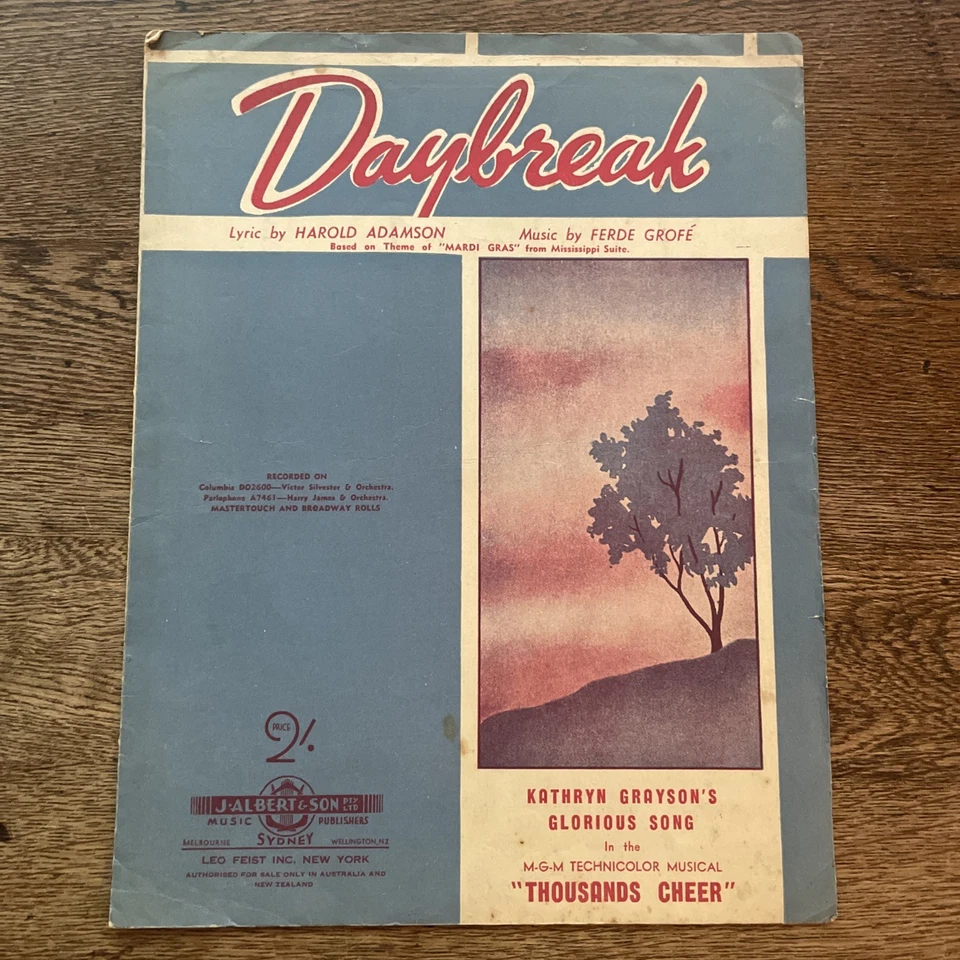 Daybreak
Lyric by HAROLD ADAMSON Music by FERDE GROFÉ
Based on Theme of "MARDI GRAS" from Mississippi Suite.
RECORDED ON
Columbia DO2600—Victor Silvester & Orchestra.
Parlophone A7461—Harry James & Orchestra.
MASTERTOUCH AND BROADWAY ROLLS
PRICE
2/.
J. ALBERT & SON PTY LTD
MUSIC PUBLISHERS
MELBOURNE SYDNEY WELLINGTON, NZ
LEO FEIST INC, NEW YORK
AUTHORISED FOR SALE ONLY IN AUSTRALIA AND
NEW ZEALAND
KATHRYN GRAYSON'S
GLORIOUS SONG
In the
M-G-M TECHNICOLOR MUSICAL
"THOUSANDS CHEER"